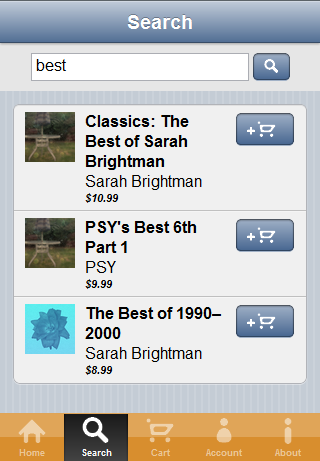 Search
best
Classics: The
Best of Sarah
Brightman
Sarah Brightman
$10.99
PSY's Best 6th
Part 1
PSY
$9.99
The Best of 1990–
2000
Sarah Brightman
$8.99
Home Search Cart Account About